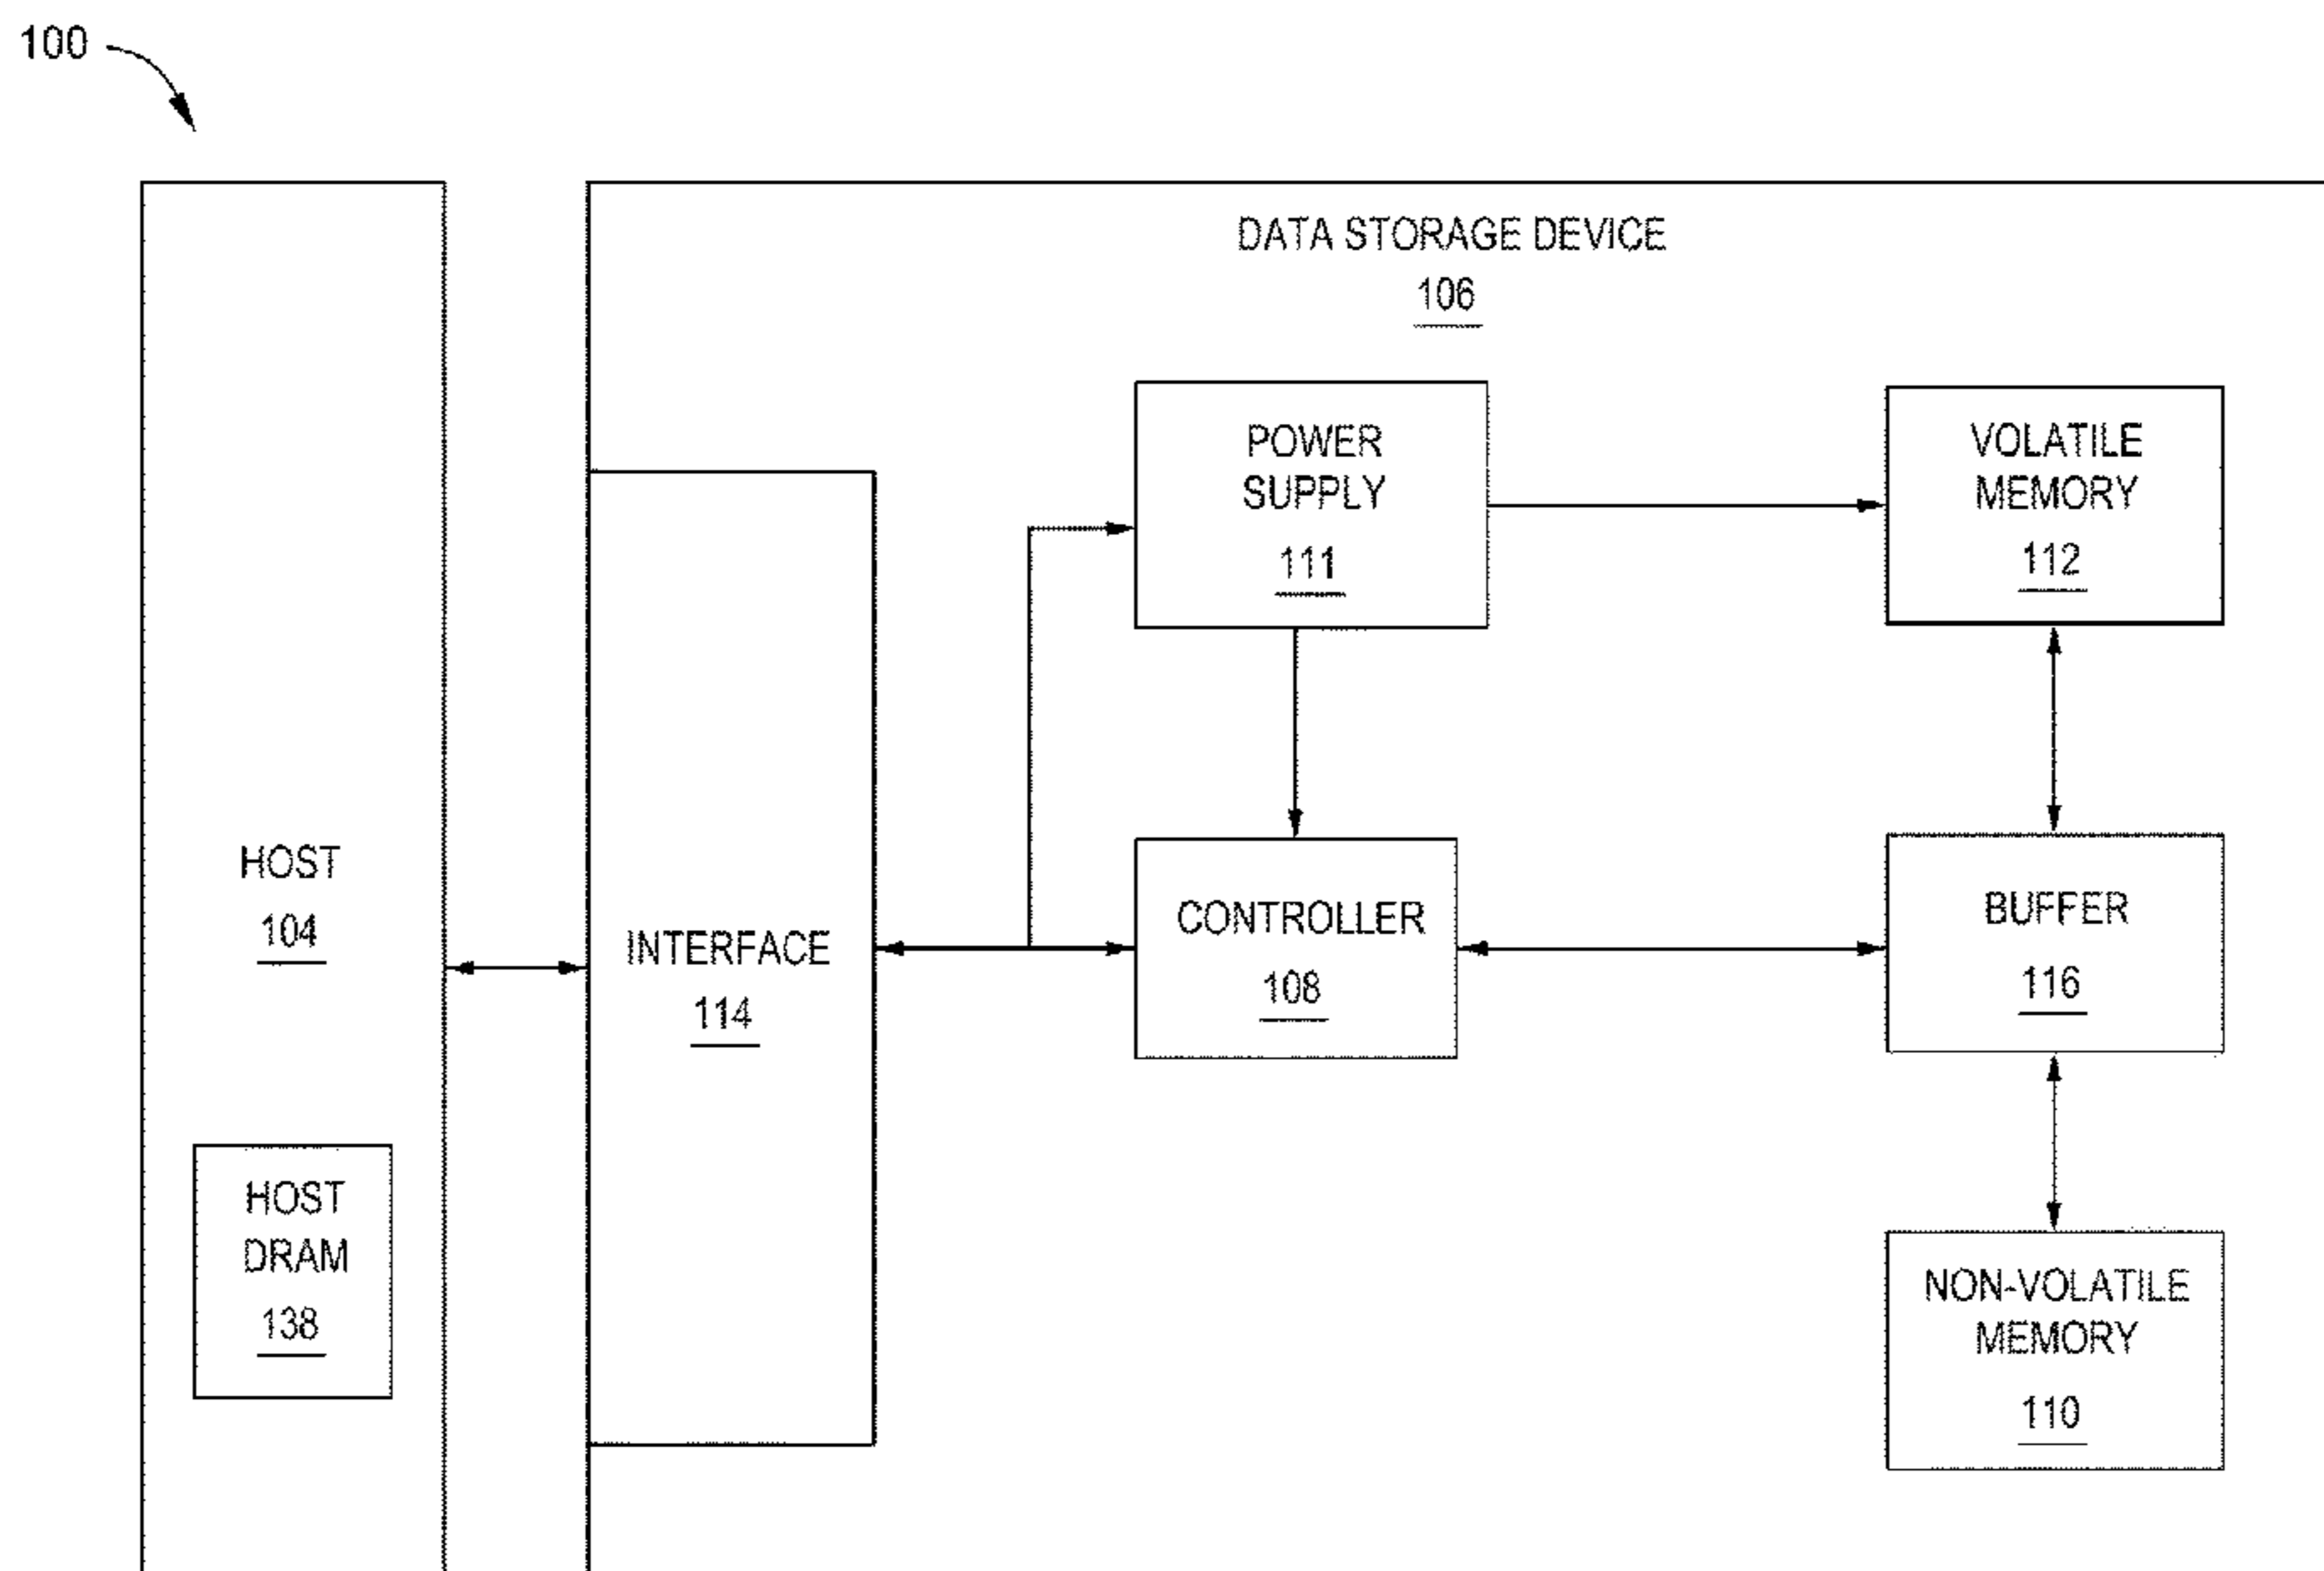 100
DATA STORAGE DEVICE
106
POWER
SUPPLY
111
VOLATILE
MEMORY
112
HOST
104
INTERFACE
114
CONTROLLER
108
BUFFER
116
HOST
DRAM
138
NON-VOLATILE
MEMORY
110